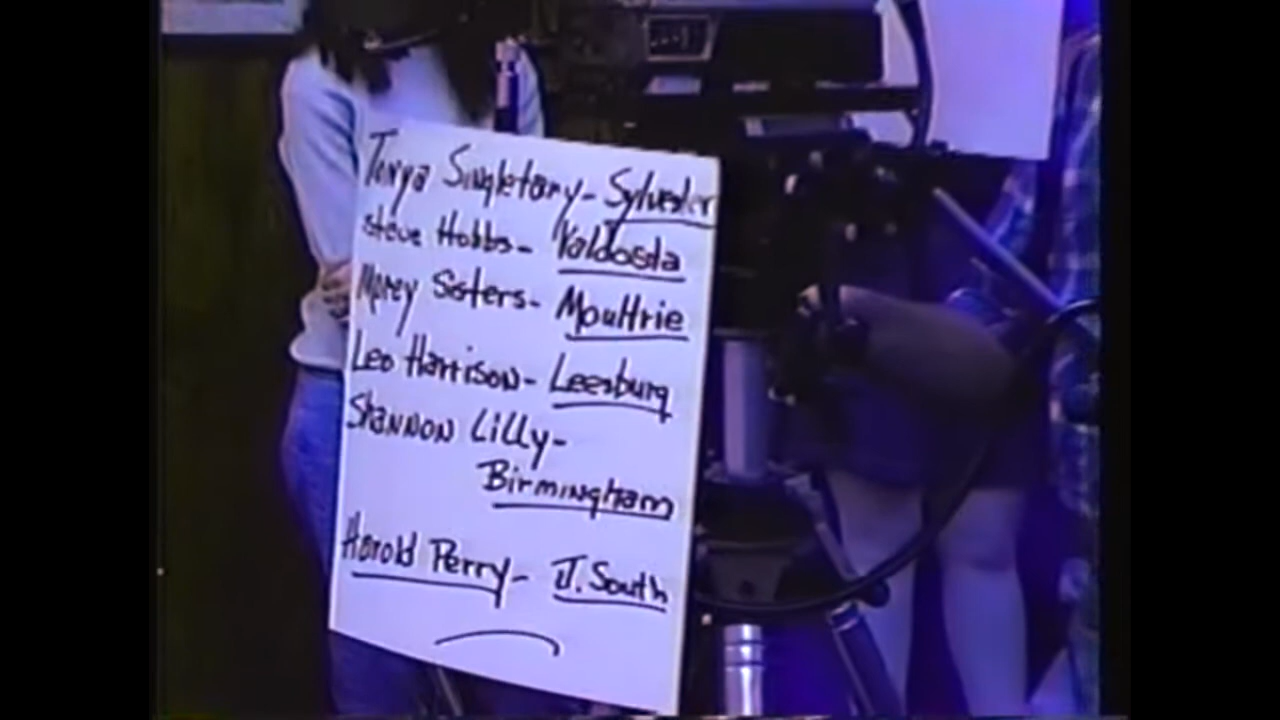 Tonya Singletary- Sylvester
Steve Hobbs- Valdosta
Morey Sisters- Moultrie
Leo Harrison- Leesburg
Shannon Lilly-
Birmingham
Harold Perry- J. South